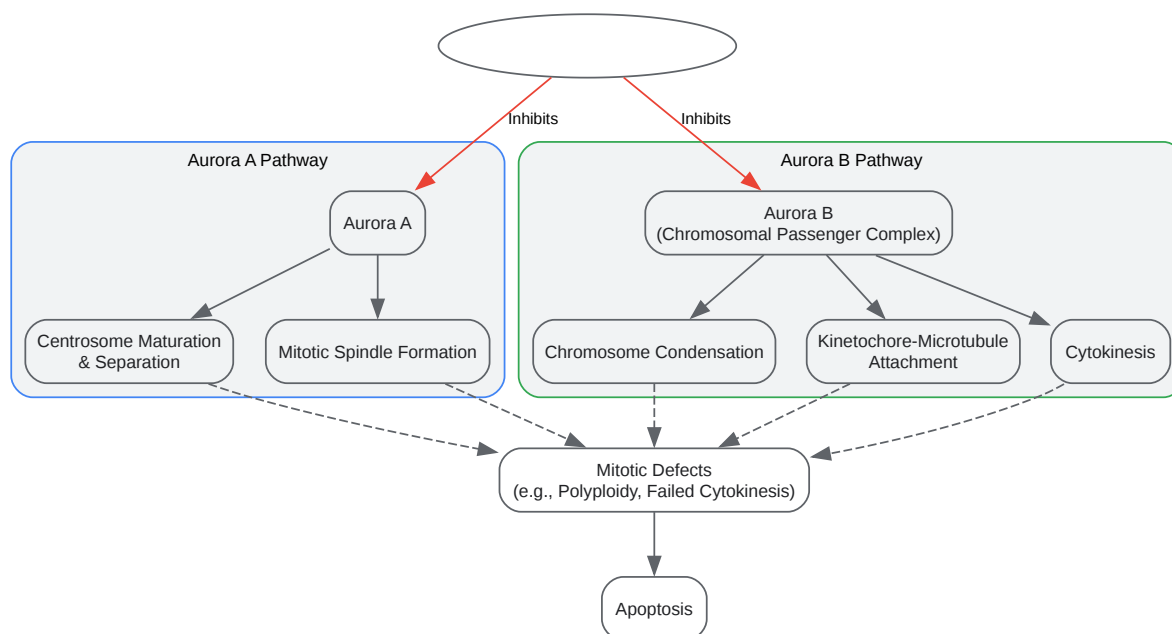 Inhibits
Inhibits
Aurora A Pathway
Aurora B Pathway
Aurora A
Aurora B
(Chromosomal Passenger Complex)
Centrosome Maturation
& Separation
Mitotic Spindle Formation
Chromosome Condensation
Kinetochore-Microtubule
Attachment
Cytokinesis
Mitotic Defects
(e.g., Polyploidy, Failed Cytokinesis)
Apoptosis